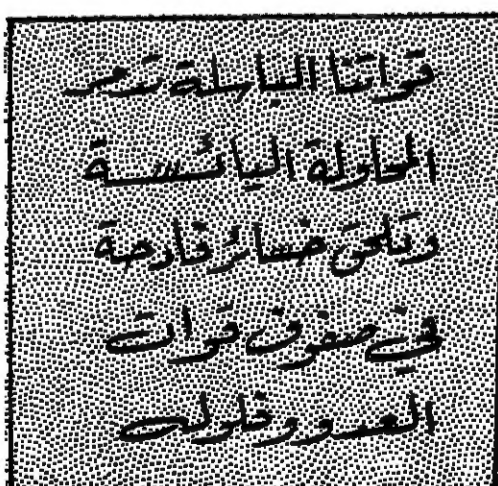 قواتنا الباسلة تدمر
المحاولة اليائسة
وتلحق خسائر فادحة
في صفوف قوات
العدو وفلوله